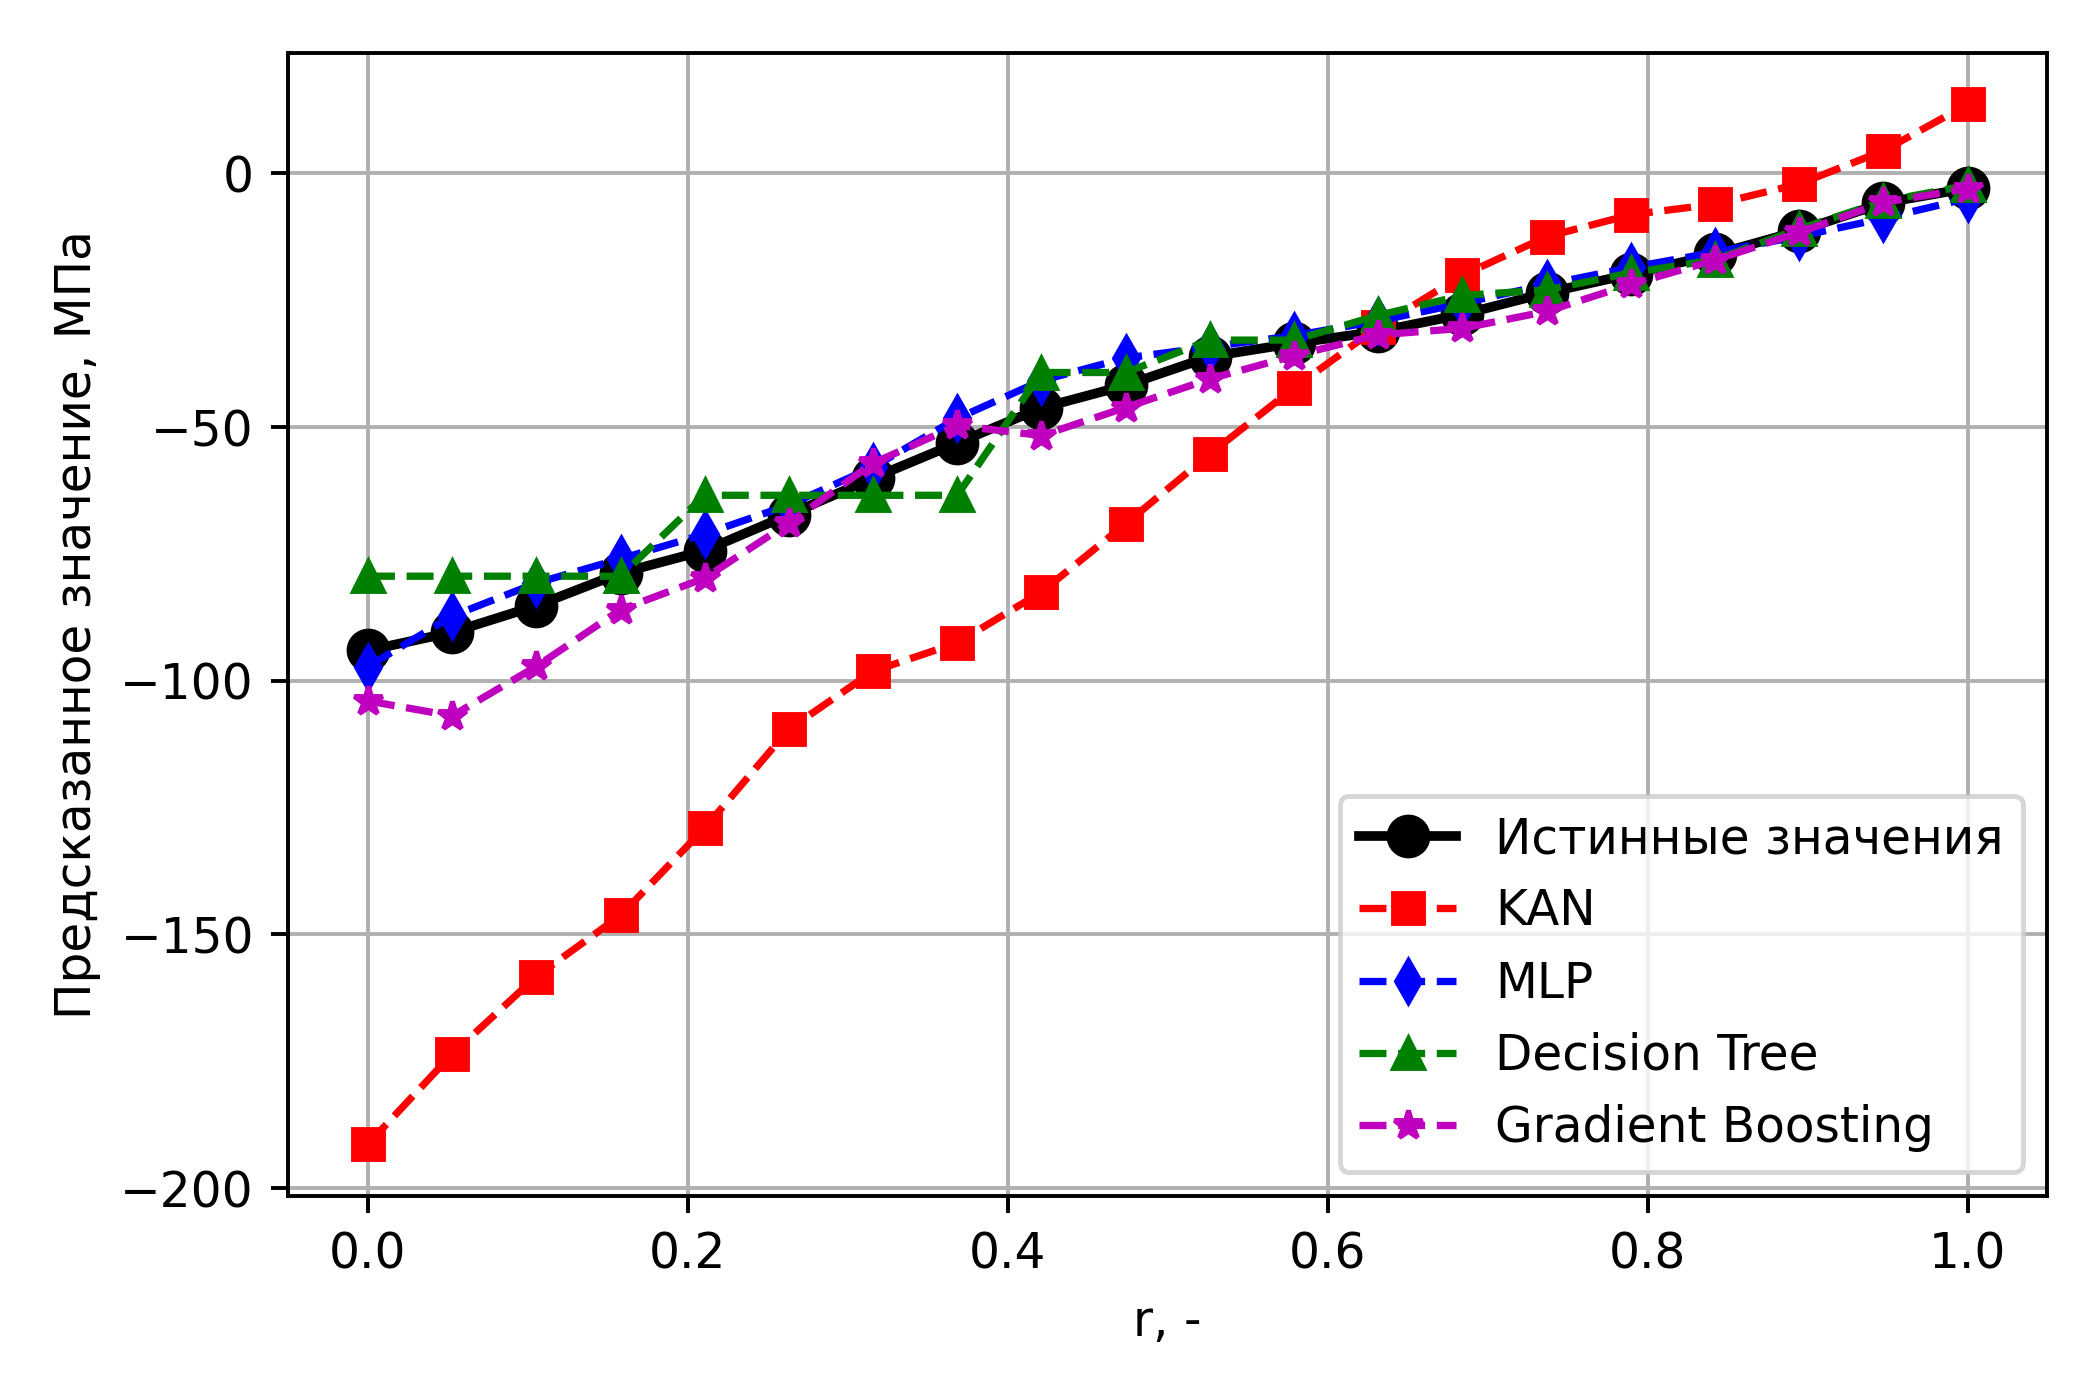 Предсказанное значение, МПа
0
−50
−100
−150
−200
0.0 0.2 0.4 0.6 0.8 1.0
r, -
Истинные значения
KAN
MLP
Decision Tree
Gradient Boosting